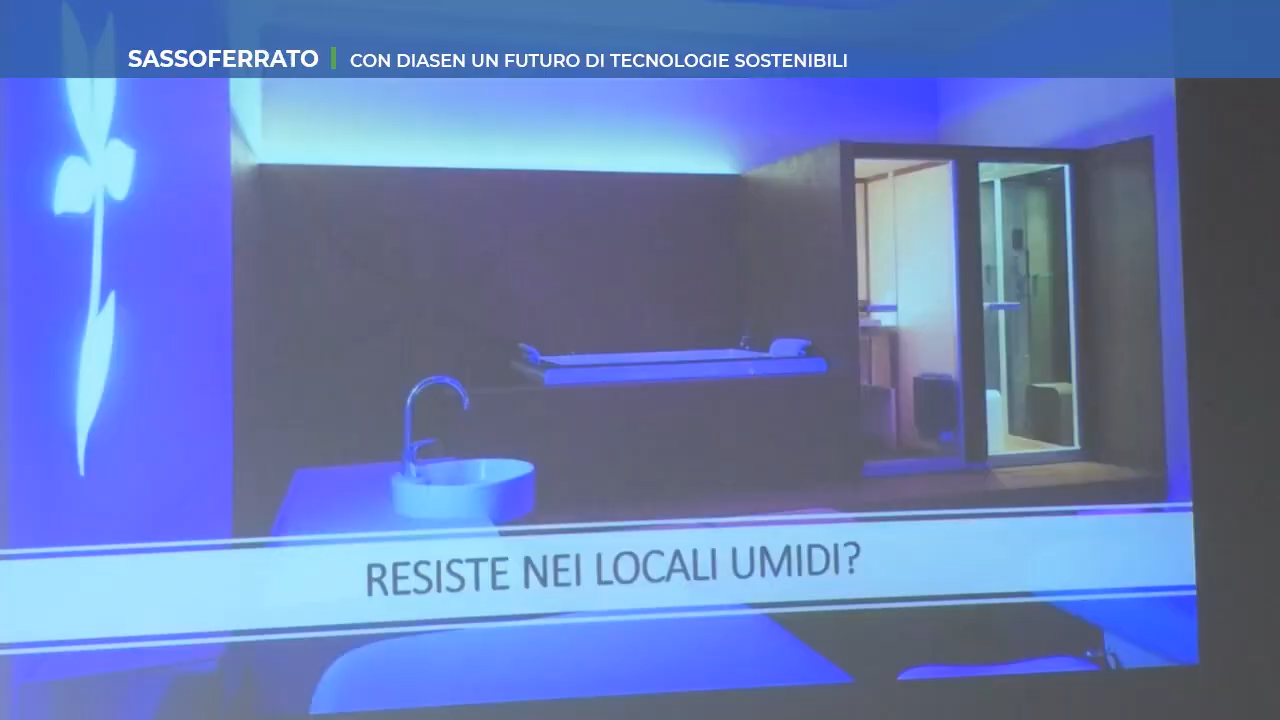 SASSOFERRATO | CON DIASEN UN FUTURO DI TECNOLOGIE SOSTENIBILI
RESISTE NEI LOCALI UMIDI?